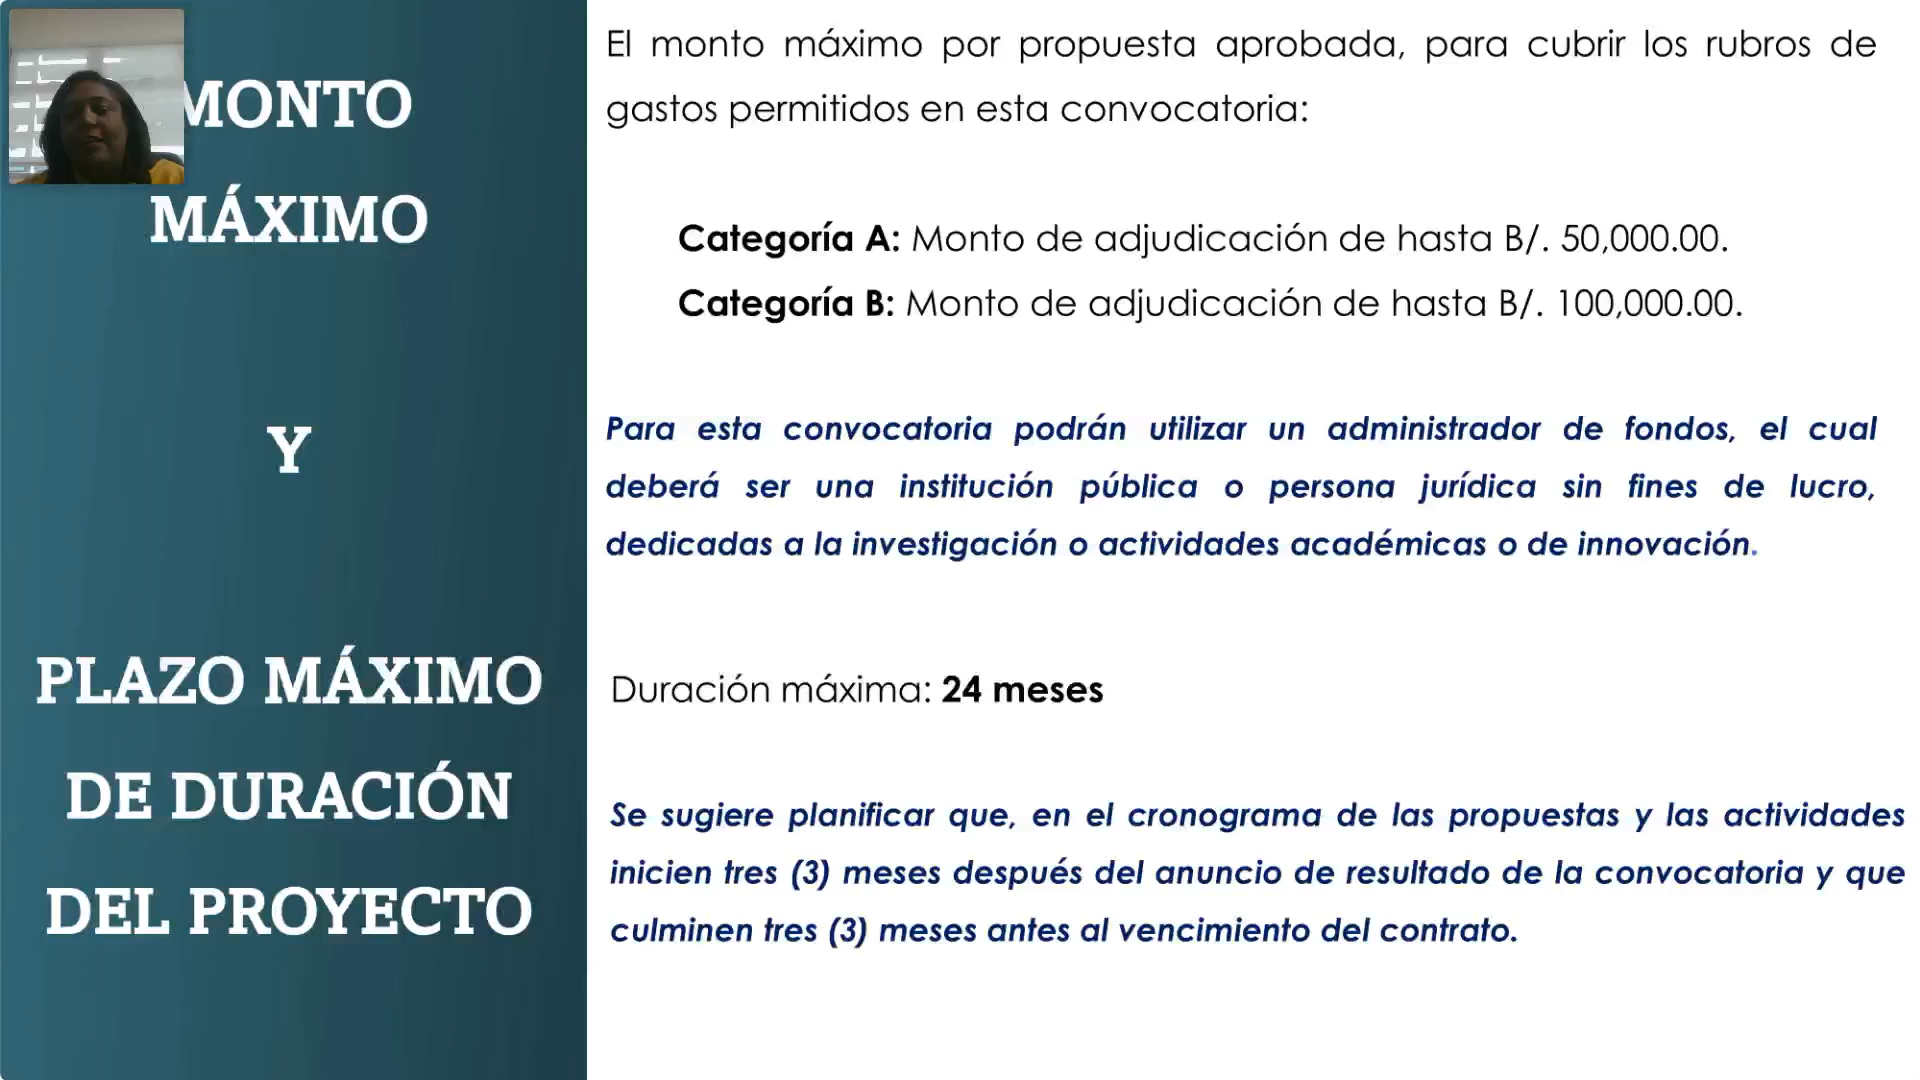 MONTO
MÁXIMO
Y
PLAZO MÁXIMO
DE DURACIÓN
DEL PROYECTO
El monto máximo por propuesta aprobada, para cubrir los rubros de
gastos permitidos en esta convocatoria:
Categoría A: Monto de adjudicación de hasta B/. 50,000.00.
Categoría B: Monto de adjudicación de hasta B/. 100,000.00.
Para esta convocatoria podrán utilizar un administrador de fondos, el cual
deberá ser una institución pública o persona jurídica sin fines de lucro,
dedicadas a la investigación o actividades académicas o de innovación.
Duración máxima: 24 meses
Se sugiere planificar que, en el cronograma de las propuestas y las actividades
inicien tres (3) meses después del anuncio de resultado de la convocatoria y que
culminen tres (3) meses antes al vencimiento del contrato.